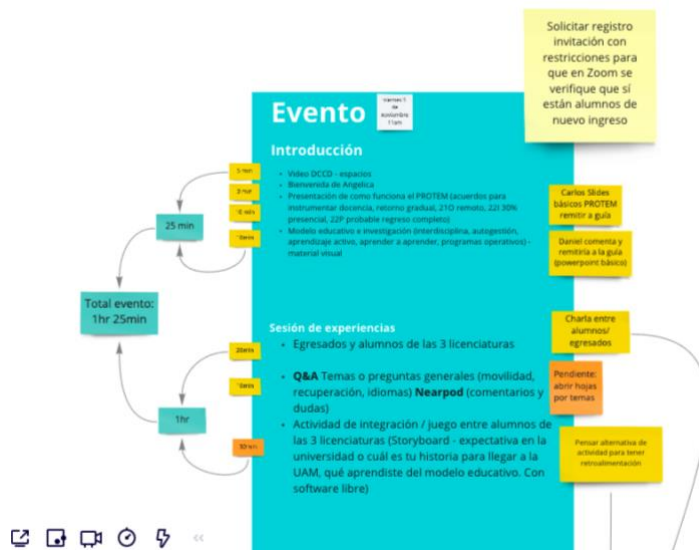 Solicitar registro
invitación con
restricciones para
que en Zoom se
verifique que sí
están alumnos de
nuevo ingreso
Evento
11am
Introducción
Video DCCD - espacios
Bienvenida de Angelica
Presentación de como funciona el PROTEM (acuerdos para
instrumentar docencia, retorno gradual, 21O remoto, 22I 30%
presencial, 22P probable regreso completo)
Modelo educativo e investigación (interdisciplina, autogestión,
aprendizaje activo, aprender a aprender, programas operativos) -
material visual
25 min
Carlos Slides
básicos PROTEM
remitir a guía
Daniel comenta y
remitiría a la guía
(powerpoint básico)
Total evento:
1hr 25min
Sesión de experiencias
Egresados y alumnos de las 3 licenciaturas
Q&A Temas o preguntas generales (movilidad,
recuperación, idiomas) Nearpod (comentarios y
dudas)
Actividad de integración / juego entre alumnos de
las 3 licenciaturas (Storyboard - expectativa en la
universidad o cuál es tu historia para llegar a la
UAM, qué aprendiste del modelo educativo. Con
software libre)
1hr
Charla entre
alumnos/
egresados
Pendiente:
abrir hojas
por temas
Pensar alternativa de
actividad para tener
retroalimentación